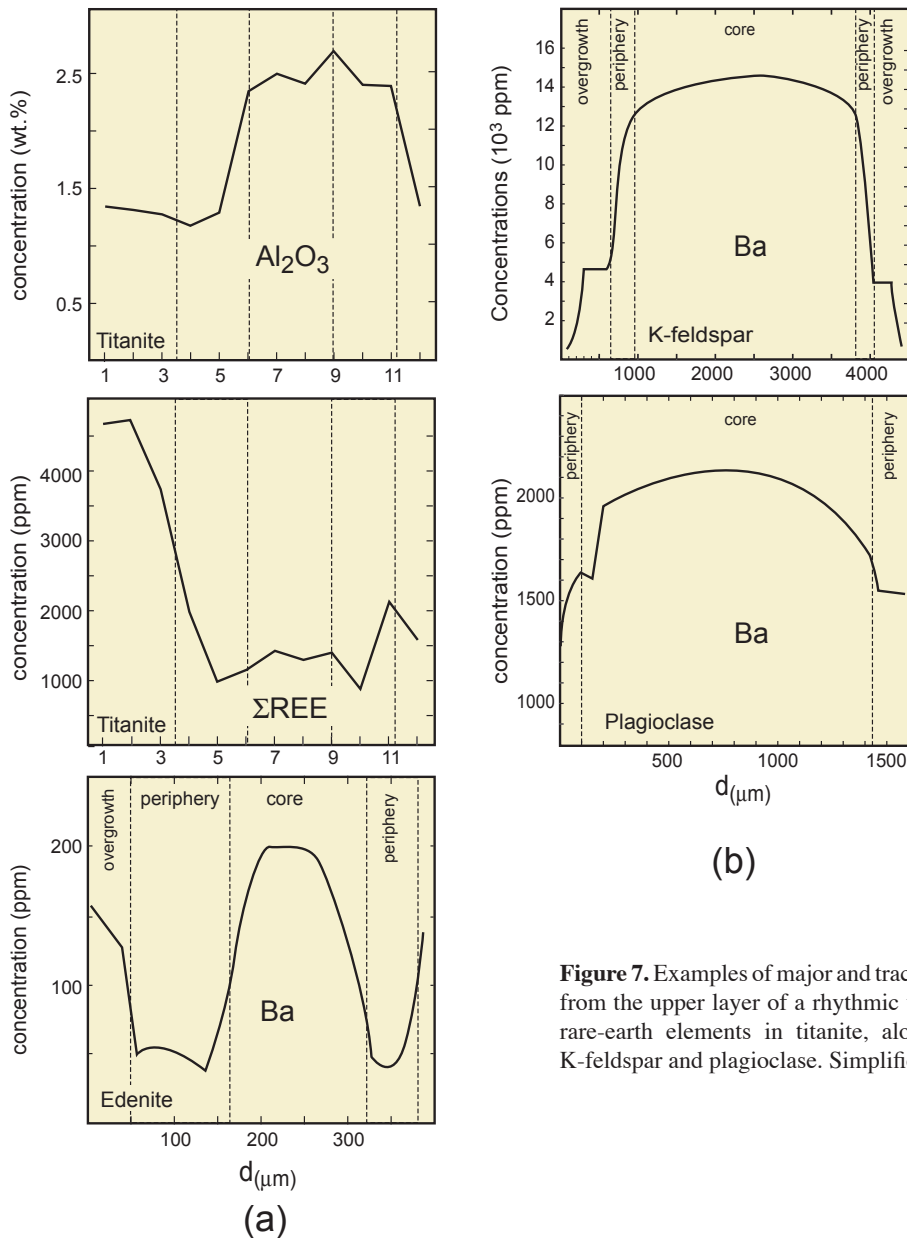 concentration (wt.%)
2.5
1.5
0.5
Al2O3
Titanite
1 3 5 7 9 11
concentration (ppm)
4000
3000
2000
1000
ΣREE
Titanite
1 3 5 7 9 11
concentration (ppm)
200
100
overgrowth
periphery
core
periphery
Ba
Edenite
100 200 300
d(μm)
(a)
Concentrations (10³ ppm)
16
14
12
10
8
6
4
2
overgrowth
periphery
core
periphery
overgrowth
Ba
K-feldspar
1000 2000 3000 4000
concentration (ppm)
2000
1500
1000
periphery
core
periphery
Ba
Plagioclase
500 1000 1500
d(μm)
(b)
Figure 7. Examples of major and trac
from the upper layer of a rhythmic
rare-earth elements in titanite, alo
K-feldspar and plagioclase. Simplifi